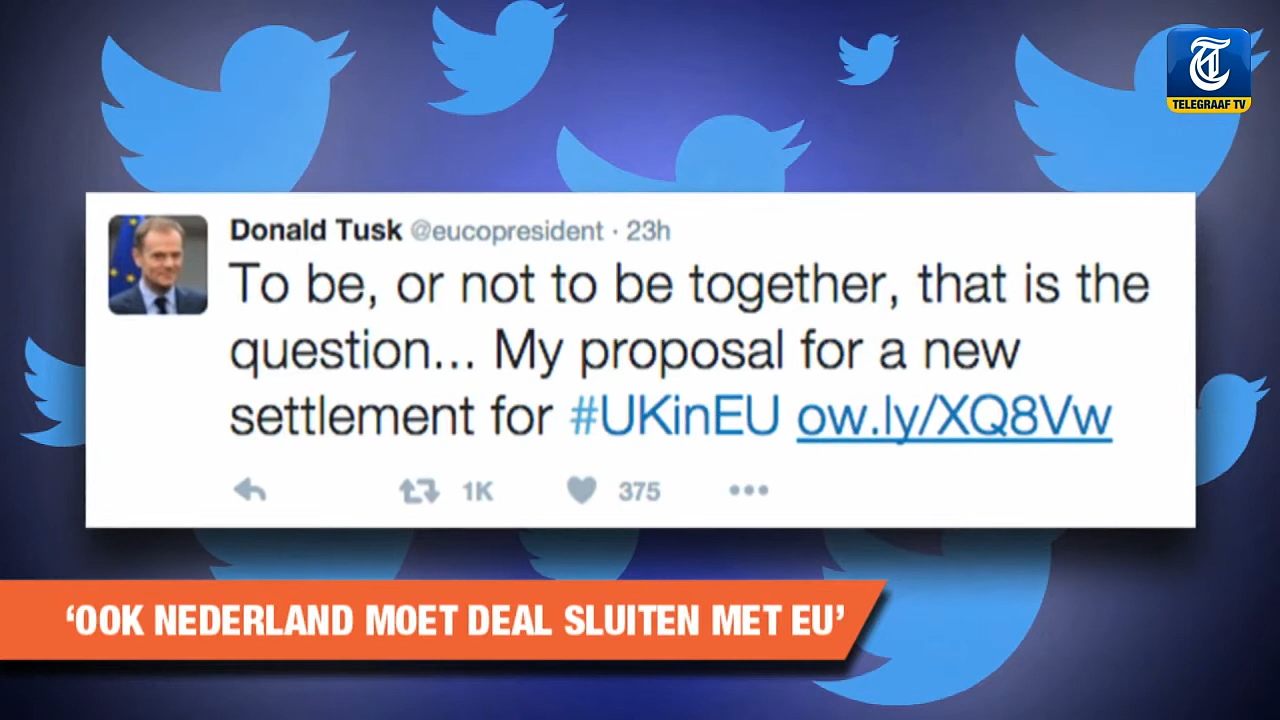 TELEGRAAF TV
Donald Tusk @eucopresident · 23h
To be, or not to be together, that is the
question... My proposal for a new
settlement for #UKinEU ow.ly/XQ8Vw
1K 375
‘OOK NEDERLAND MOET DEAL SLUITEN MET EU’